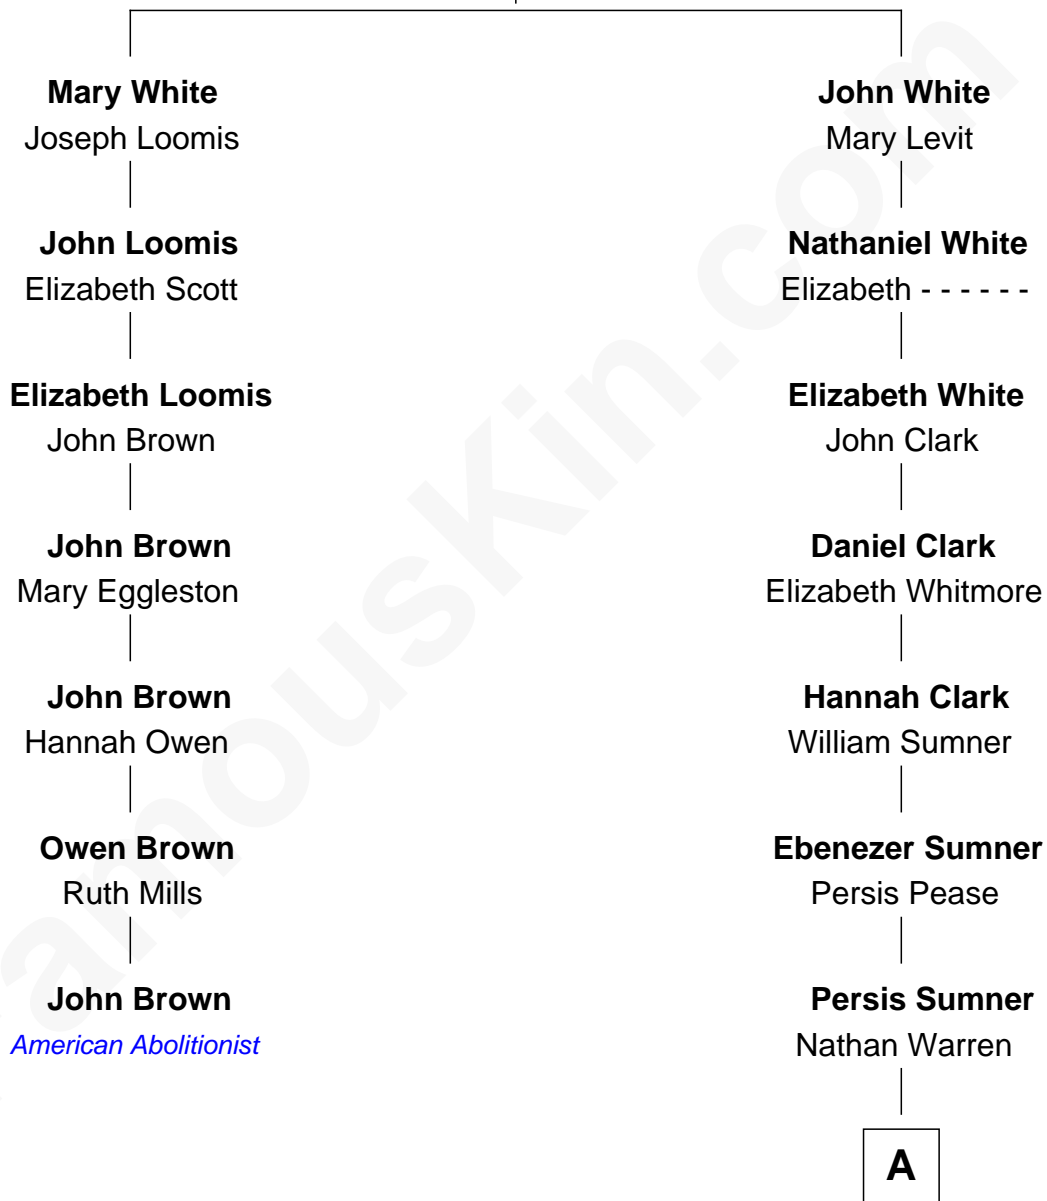 Mary White
Joseph Loomis
John White
Mary Levit
John Loomis
Elizabeth Scott
Nathaniel White
Elizabeth - - - - - -
Elizabeth Loomis
John Brown
Elizabeth White
John Clark
John Brown
Mary Eggleston
Daniel Clark
Elizabeth Whitmore
John Brown
Hannah Owen
Hannah Clark
William Sumner
Owen Brown
Ruth Mills
Ebenezer Sumner
Persis Pease
John Brown
American Abolitionist
Persis Sumner
Nathan Warren
A
amousKin.com